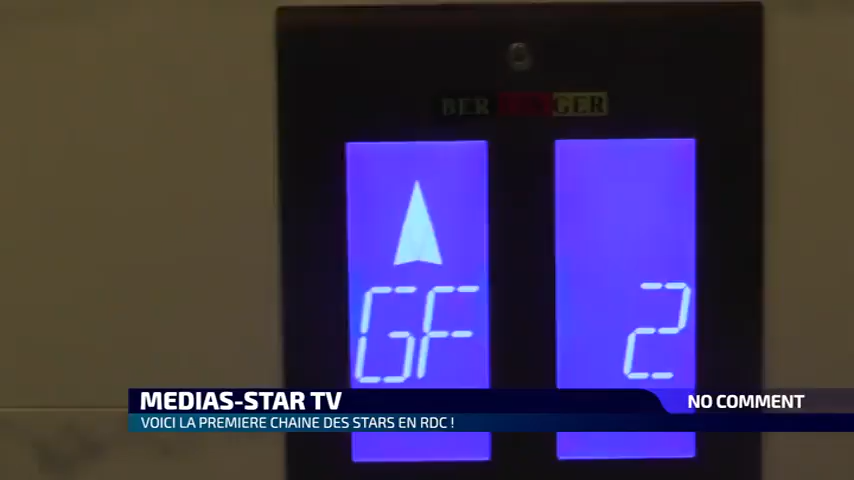 GF
2
MEDIAS-STAR TV
NO COMMENT
VOICI LA PREMIERE CHAINE DES STARS EN RDC !